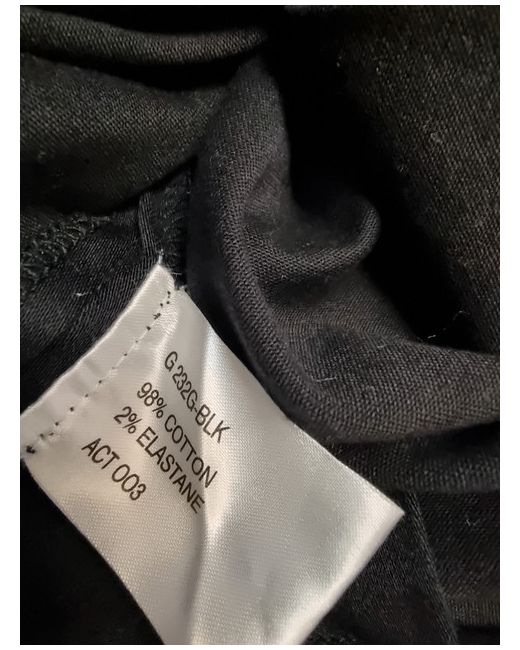 G 232G-BLK
98% COTTON
2% ELASTANE
ACT 003